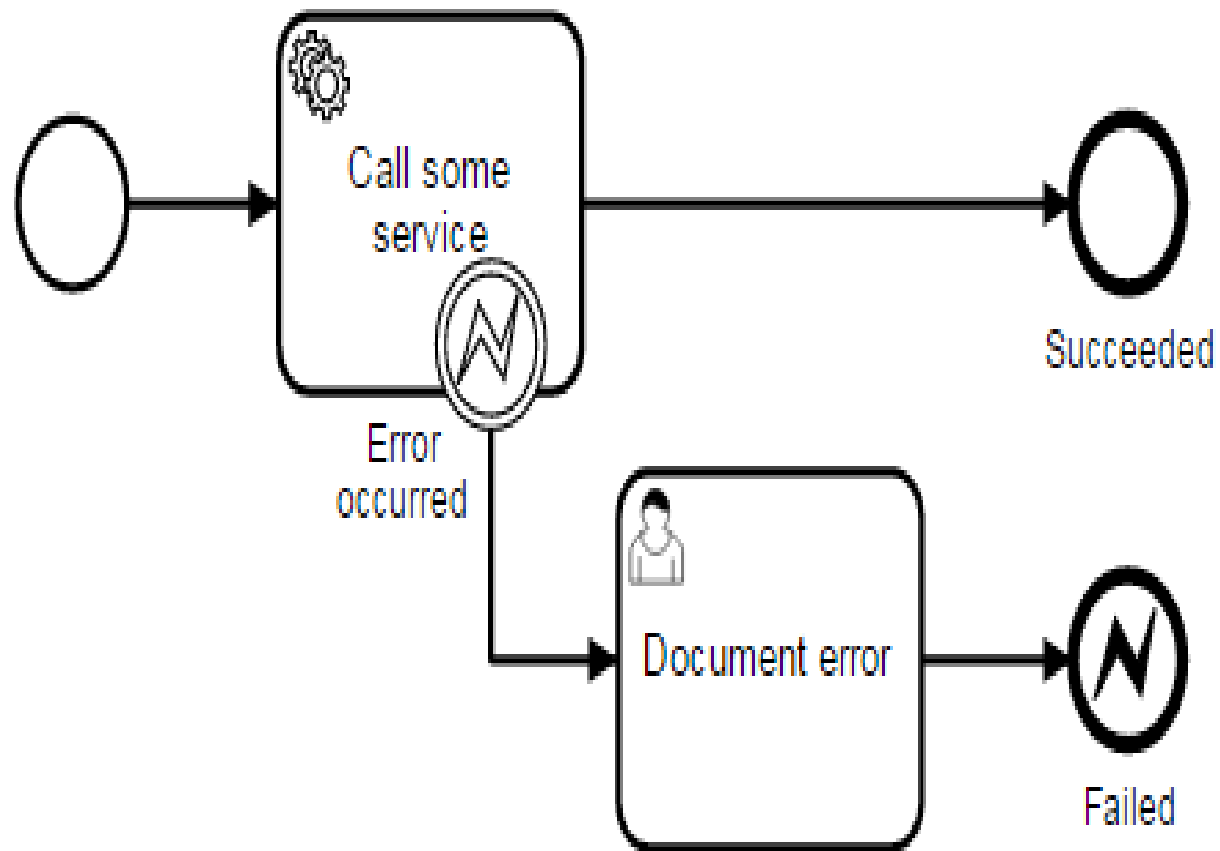 Call some
service
Succeeded
Error
occurred
Document error
Failed